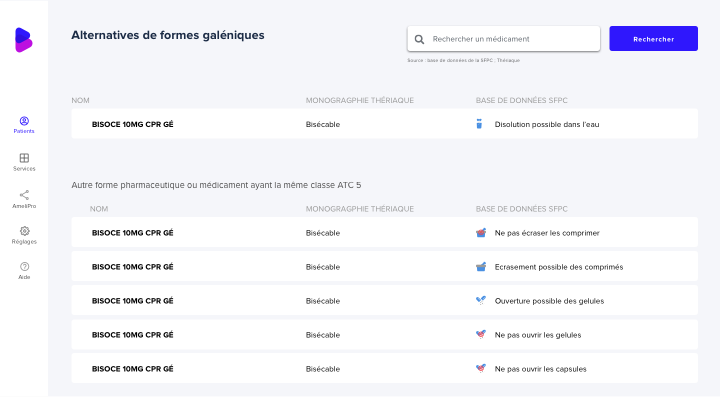 Alternatives de formes galéniques
Rechercher un médicament
Rechercher
Source : base de données de la SFPC : Thériaque
NOM MONOGRAGPHIE THÉRIAQUE BASE DE DONNÉES SFPC
BISOCE 10MG CPR GÉ Bisécable Disolution possible dans l'eau
Patients
Services
AmeliPro
Réglages
Aide
Autre forme pharmaceutique ou médicament ayant la même classe ATC 5
NOM MONOGRAGPHIE THÉRIAQUE BASE DE DONNÉES SFPC
BISOCE 10MG CPR GÉ Bisécable Ne pas écraser les comprimer
BISOCE 10MG CPR GÉ Bisécable Ecrasement possible des comprimés
BISOCE 10MG CPR GÉ Bisécable Ouverture possible des gelules
BISOCE 10MG CPR GÉ Bisécable Ne pas ouvrir les gelules
BISOCE 10MG CPR GÉ Bisécable Ne pas ouvrir les capsules